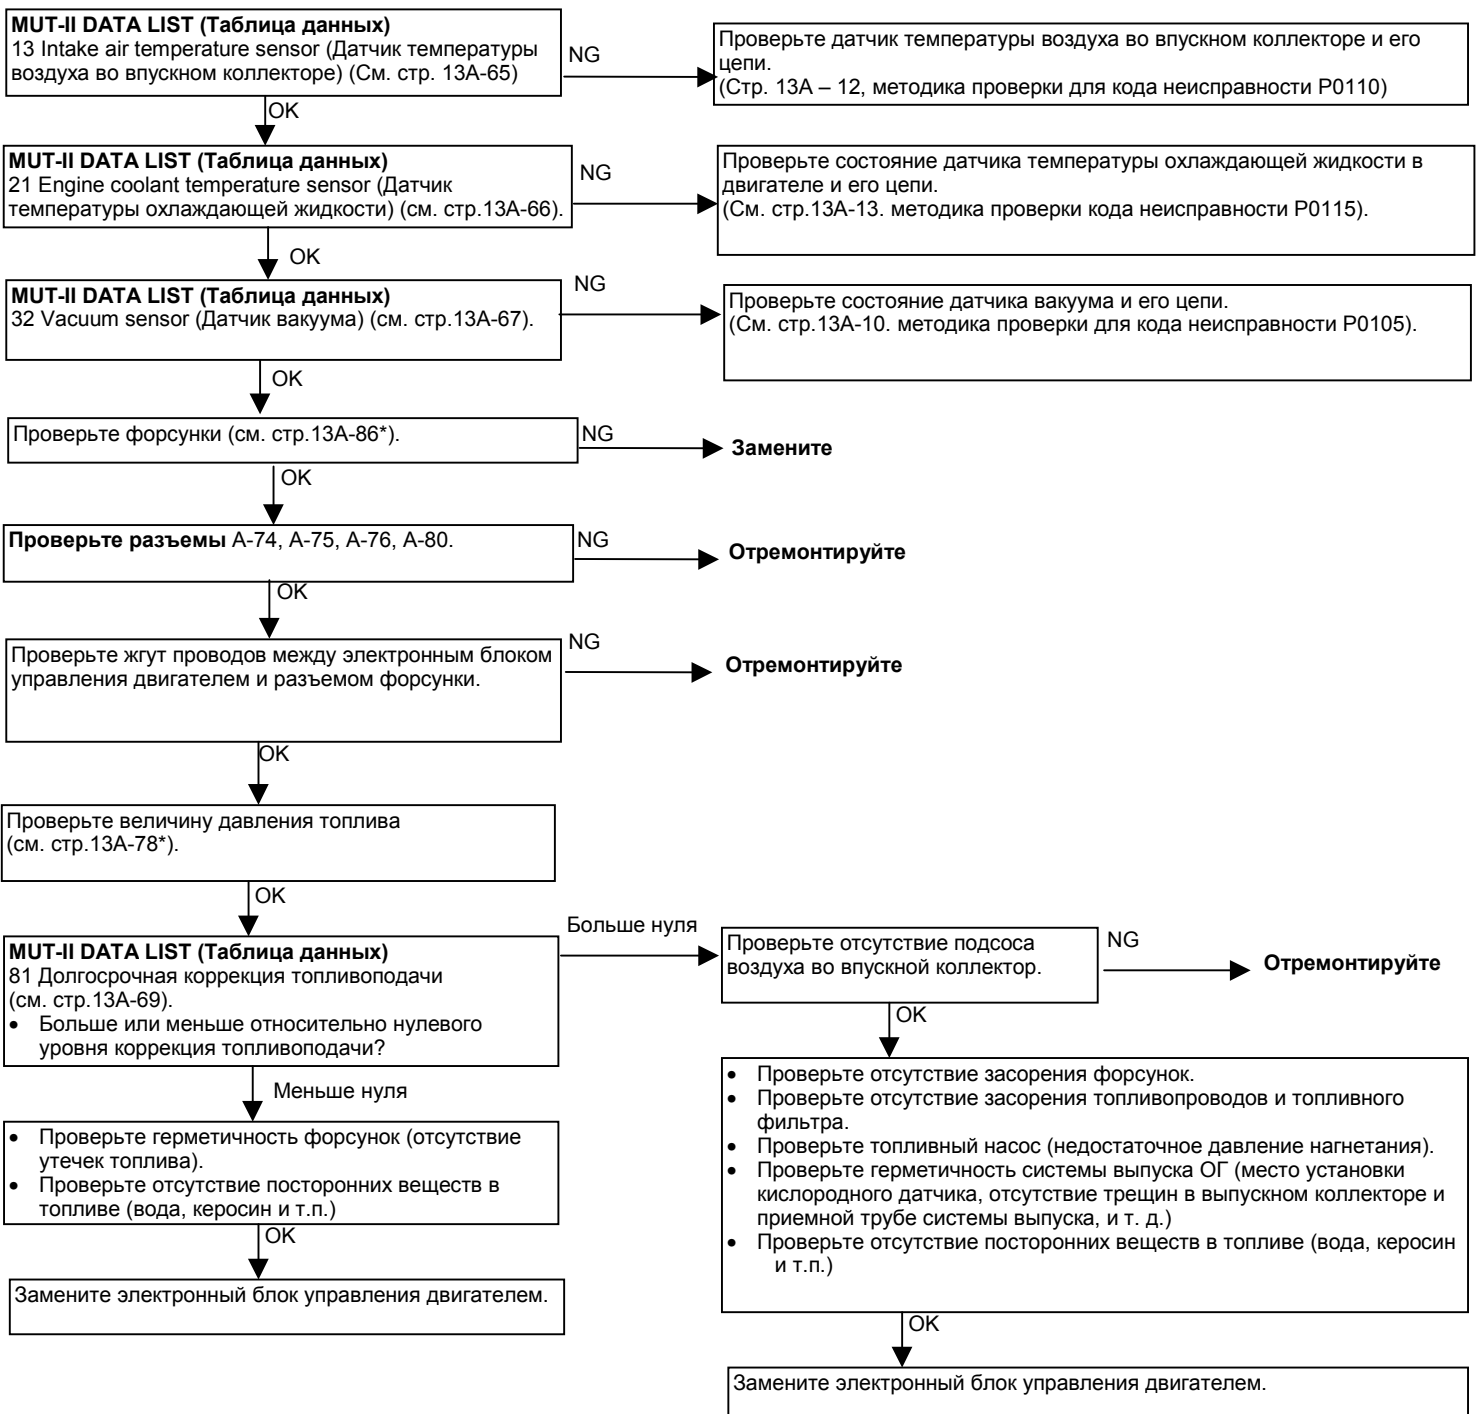 MUT-II DATA LIST (Таблица данных)
13 Intake air temperature sensor (Датчик температуры
воздуха во впускном коллекторе) (См. стр. 13A-65)
NG
Проверьте датчик температуры воздуха во впускном коллекторе и его
цепи.
(Стр. 13A – 12, методика проверки для кода неисправности P0110)
OK
MUT-II DATA LIST (Таблица данных)
21 Engine coolant temperature sensor (Датчик
температуры охлаждающей жидкости) (см. стр.13A-66).
NG
Проверьте состояние датчика температуры охлаждающей жидкости в
двигателе и его цепи.
(См. стр.13A-13. методика проверки кода неисправности P0115).
OK
MUT-II DATA LIST (Таблица данных)
32 Vacuum sensor (Датчик вакуума) (см. стр.13A-67).
NG
Проверьте состояние датчика вакуума и его цепи.
(См. стр.13A-10. методика проверки для кода неисправности P0105).
OK
Проверьте форсунки (см. стр.13A-86*).
NG
Замените
OK
Проверьте разъемы A-74, A-75, A-76, A-80.
NG
Отремонтируйте
OK
Проверьте жгут проводов между электронным блоком
управления двигателем и разъемом форсунки.
NG
Отремонтируйте
OK
Проверьте величину давления топлива
(см. стр.13A-78*).
OK
MUT-II DATA LIST (Таблица данных)
81 Долгосрочная коррекция топливоподачи
(см. стр.13A-69).
• Больше или меньше относительно нулевого
уровня коррекция топливоподачи?
Больше нуля
Проверьте отсутствие подсоса
воздуха во впускной коллектор.
NG
Отремонтируйте
OK
Меньше нуля
• Проверьте герметичность форсунок (отсутствие
утечек топлива).
• Проверьте отсутствие посторонних веществ в
топливе (вода, керосин и т.п.)
OK
Замените электронный блок управления двигателем.
• Проверьте отсутствие засорения форсунок.
• Проверьте отсутствие засорения топливопроводов и топливного
фильтра.
• Проверьте топливный насос (недостаточное давление нагнетания).
• Проверьте герметичность системы выпуска ОГ (место установки
кислородного датчика, отсутствие трещин в выпускном коллекторе и
приемной трубе системы выпуска, и т. д.)
• Проверьте отсутствие посторонних веществ в топливе (вода, керосин
и т.п.)
OK
Замените электронный блок управления двигателем.